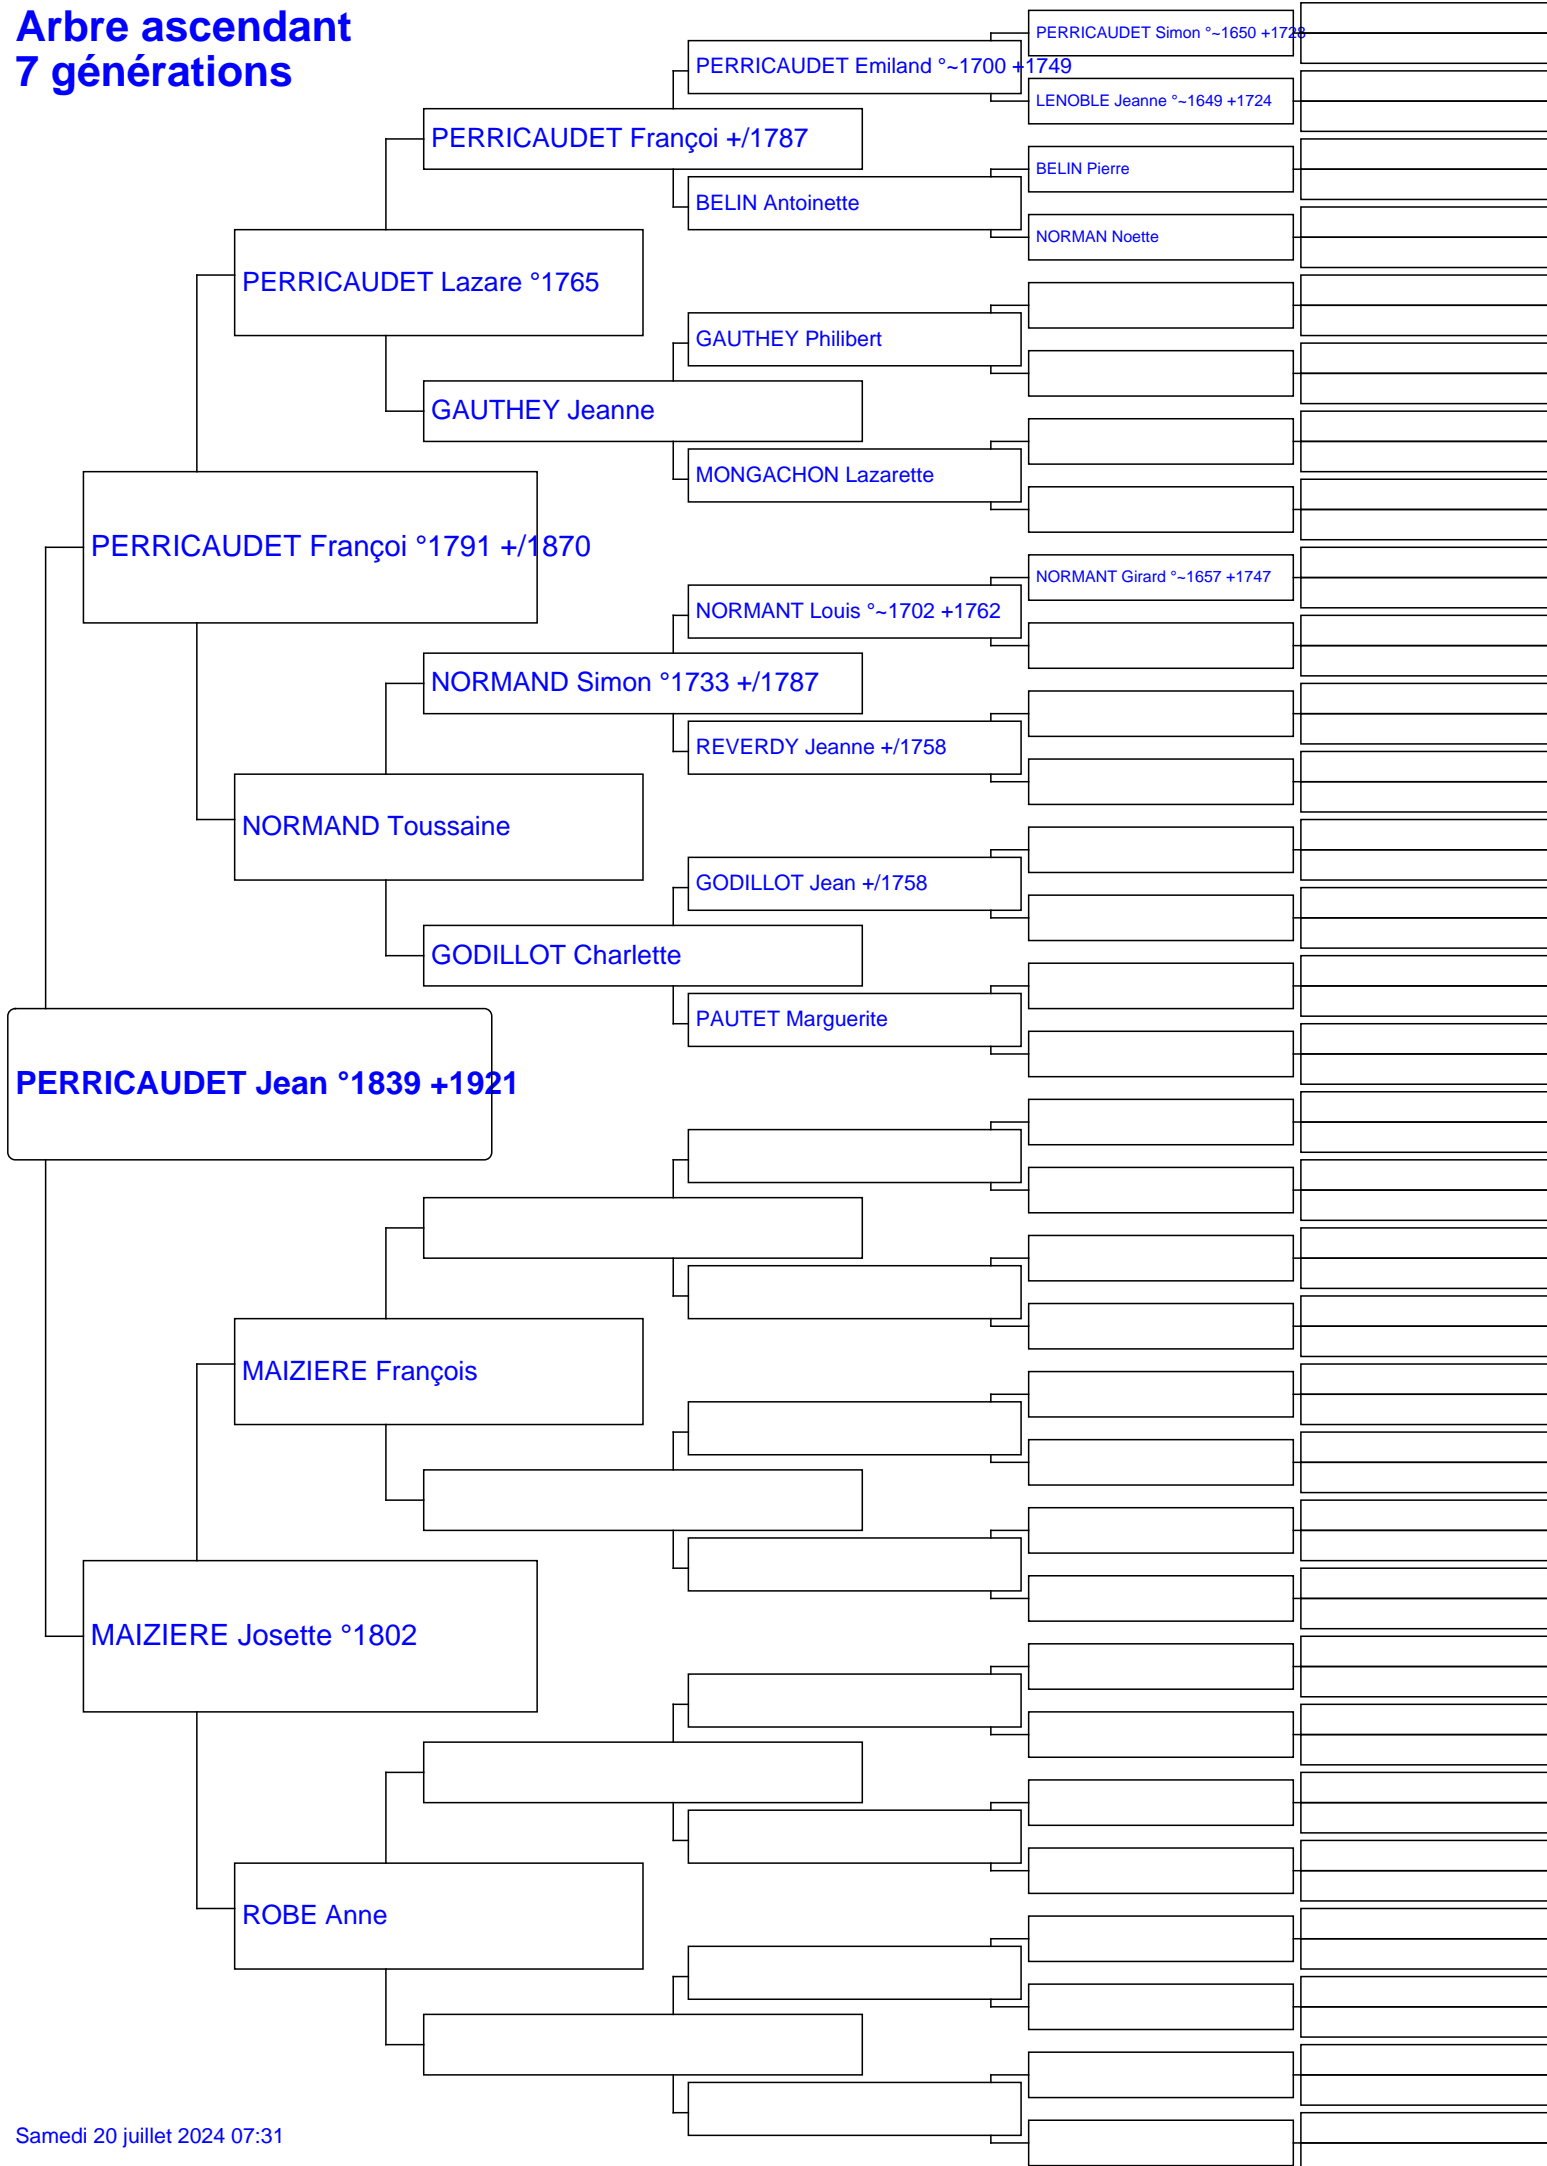 Arbre ascendant
7 générations
PERRICAUDET Simon °~1650 +1728
PERRICAUDET Emiland °~1700 +1749
LENOBLE Jeanne °~1649 +1724
PERRICAUDET Françoi +/1787
BELIN Pierre
BELIN Antoinette
NORMAN Noette
PERRICAUDET Lazare °1765
GAUTHEY Philibert
GAUTHEY Jeanne
MONGACHON Lazarette
PERRICAUDET Françoi °1791 +/1870
NORMANT Girard °~1657 +1747
NORMANT Louis °~1702 +1762
NORMAND Simon °1733 +/1787
REVERDY Jeanne +/1758
NORMAND Toussaine
GODILLOT Jean +/1758
GODILLOT Charlette
PAUTET Marguerite
PERRICAUDET Jean °1839 +1921
MAIZIERE François
MAIZIERE Josette °1802
ROBE Anne
Samedi 20 juillet 2024 07:31